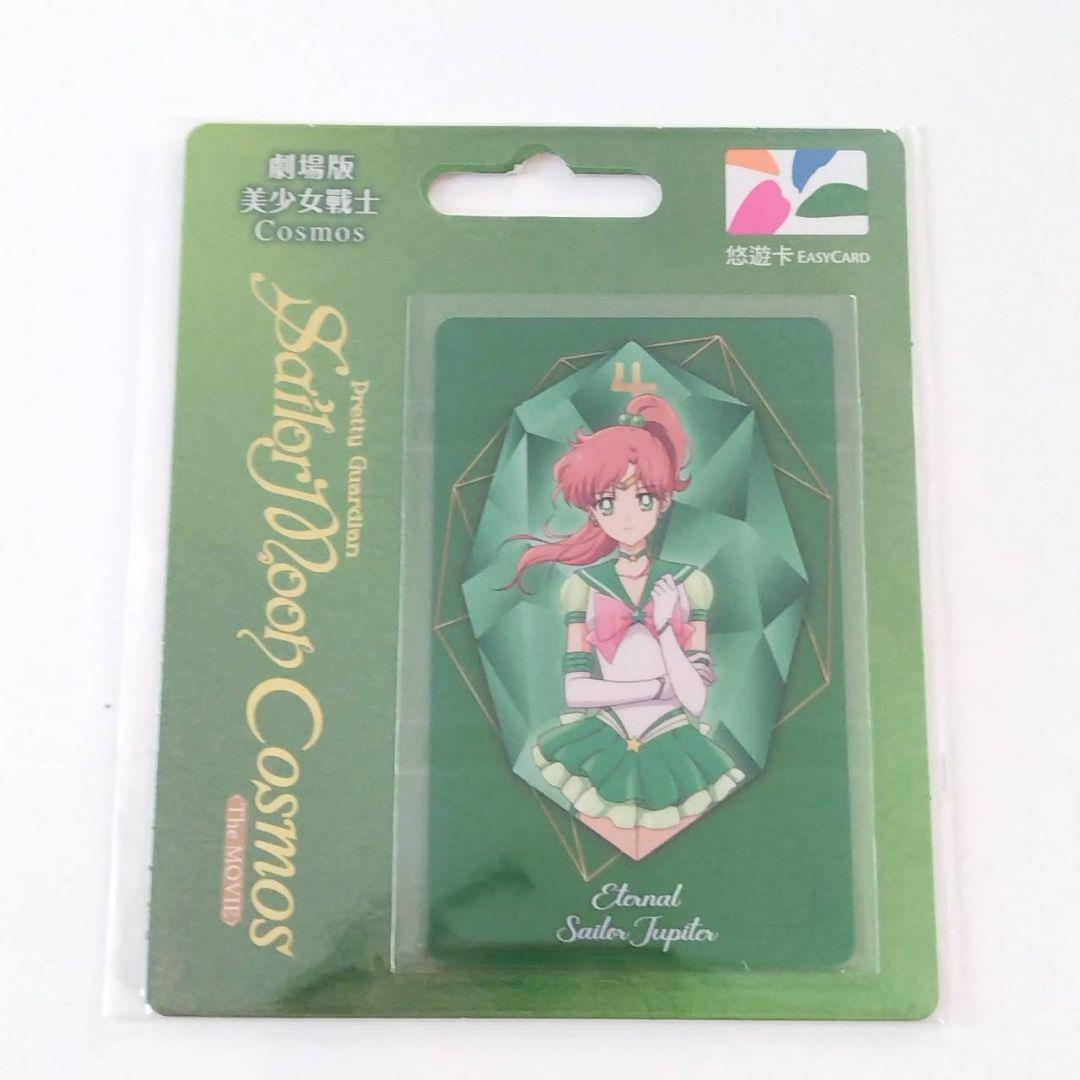 劇場版
美少女戰士
Cosmos
悠遊卡 EASYCARD
Pretty Guardian
Sailor Moon Cosmos
The MOVIE
Eternal
Sailor Jupiter